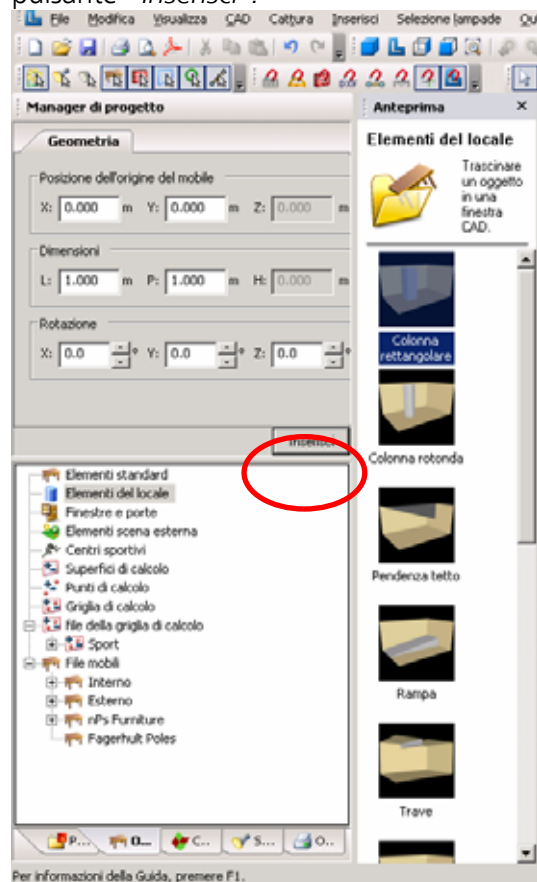 pulsante "Inserisci".
File Modifica Visualizza CAD Cattura Inserisci Selezione lampade
Manager di progetto
Geometria
Posizione dell'origine del mobile
X: 0.000 m Y: 0.000 m Z: 0.000 m
Dimensioni
L: 1.000 m P: 1.000 m H: 0.000 m
Rotazione
X: 0.0 ° Y: 0.0 ° Z: 0.0 °
Inserisci
Elementi standard
Elementi del locale
Finestre e porte
Elementi scena esterna
Centri sportivi
Superfici di calcolo
Punti di calcolo
Griglia di calcolo
file della griglia di calcolo
Sport
File mobili
Interno
Esterno
nPs Furniture
Fagerhult Poles
P... O... C.. S... O..
Per informazioni della Guida, premere F1.
Anteprima ×
Elementi del locale
Trascinare
un oggetto
in una
finestra
CAD.
Colonna
rettangolare
Colonna rotonda
Pendenza tetto
Rampa
Trave